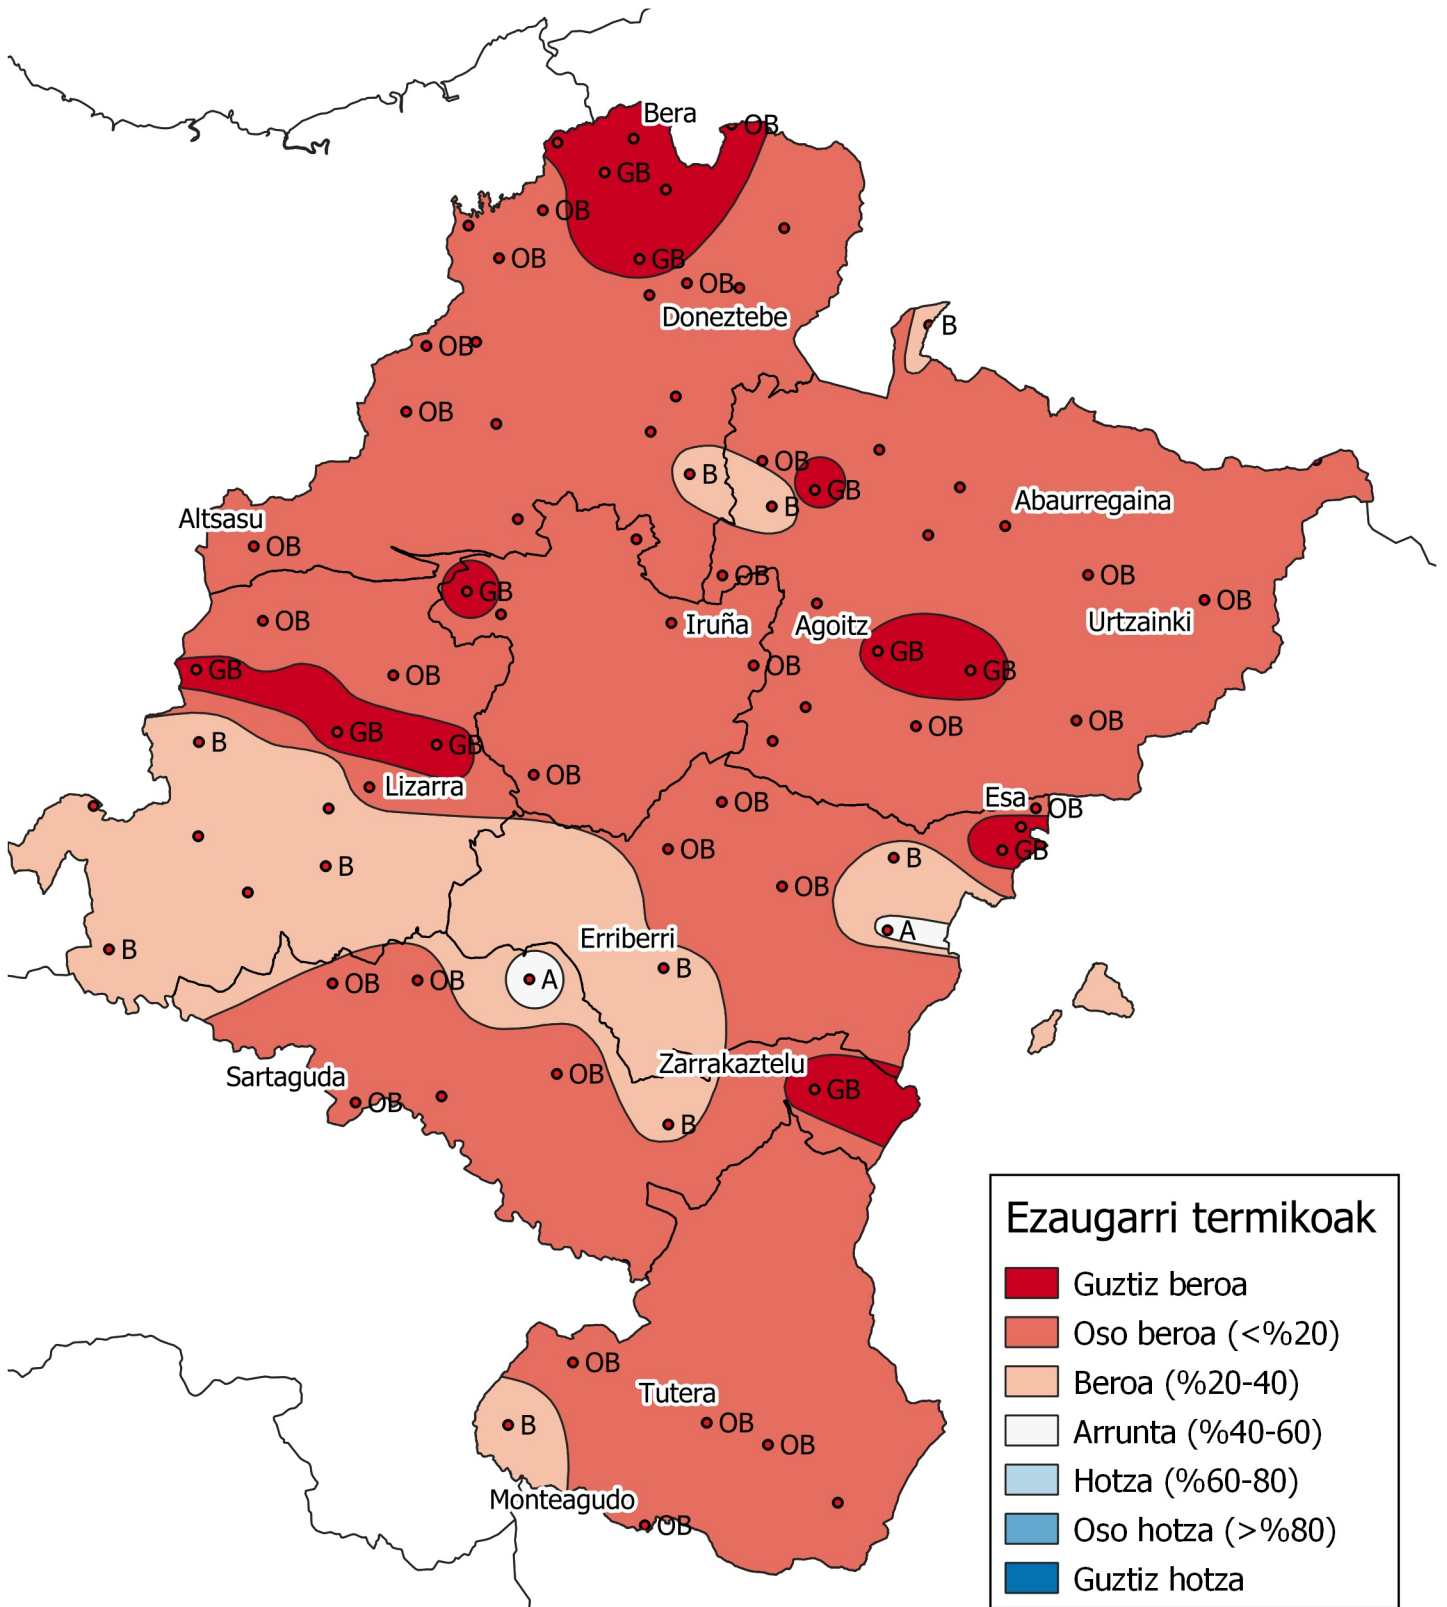 Bera
OB
GB
OB
GB
OB
OB
Doneztebe
B
OB
OB
OB
B
GB
B
Abaurregaina
Altsasu
OB
OB
OB
GB
OB
OB
Iruña
Agoitz
Urtzainki
GB
OB
GB
GB
OB
GB
GB
OB
OB
B
Lizarra
OB
Esa
OB
OB
OB
GB
B
B
OB
A
Erriberri
B
B
OB
OB
A
Zarrakaztelu
Sartaguda
OB
GB
OB
B
OB
Tutera
B
OB
OB
Monteagudo
OB
Ezaugarri termikoak
Guztiz beroa
Oso beroa (<%20)
Beroa (%20-40)
Arrunta (%40-60)
Hotza (%60-80)
Oso hotza (>%80)
Guztiz hotza